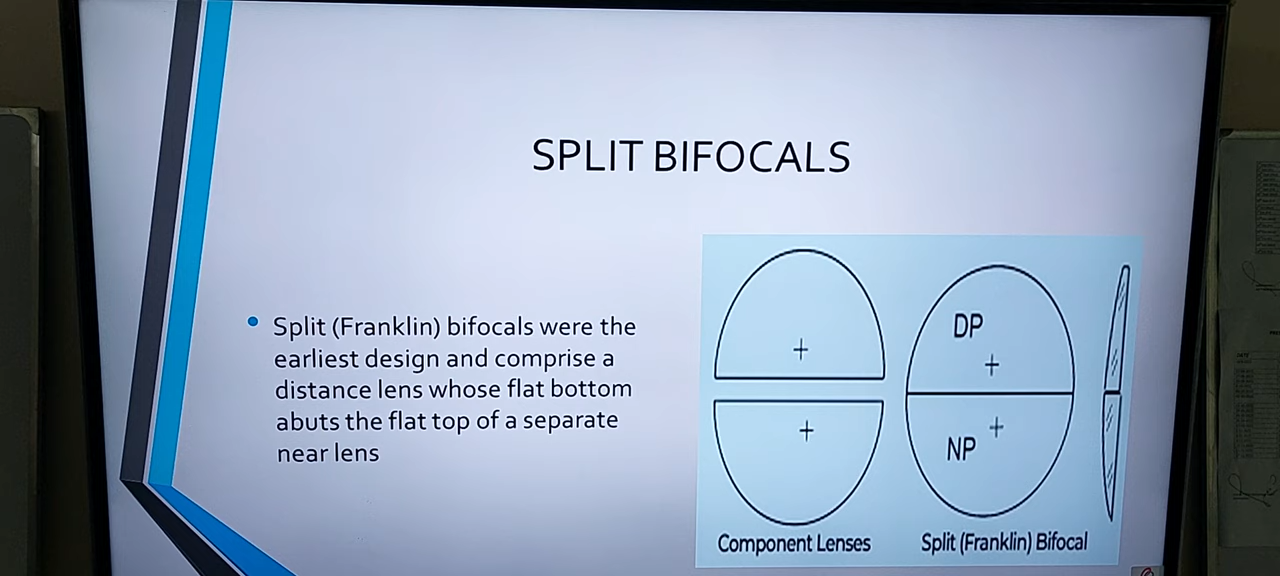 SPLIT BIFOCALS
Split (Franklin) bifocals were the
earliest design and comprise a
distance lens whose flat bottom
abuts the flat top of a separate
near lens
DP
NP
Component Lenses
Split (Franklin) Bifocal